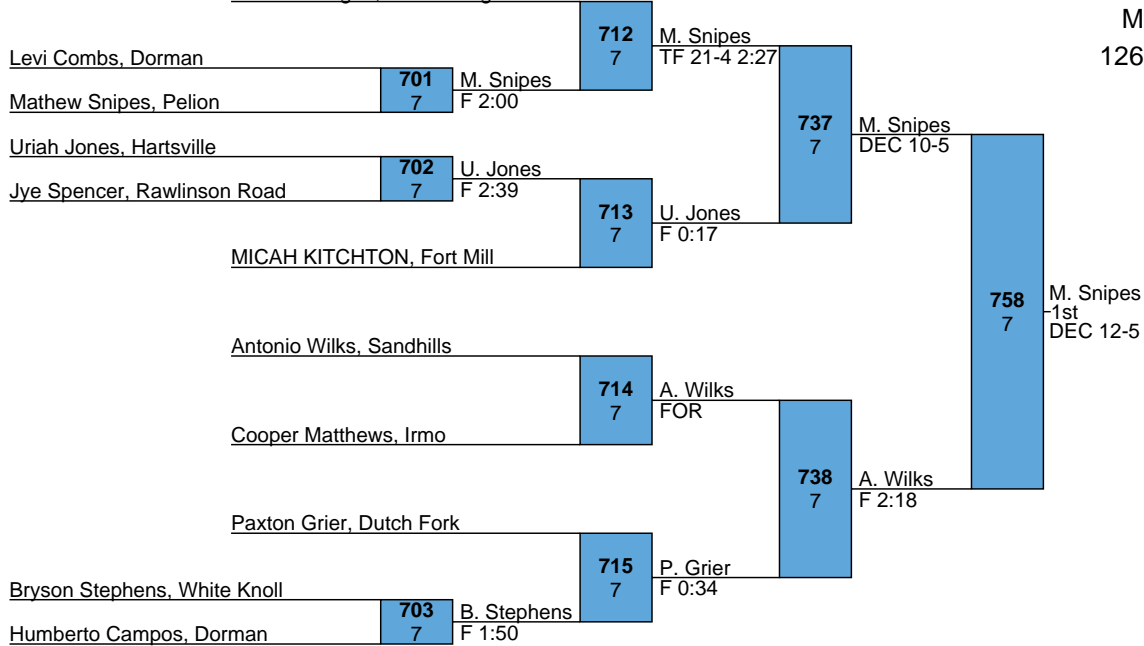 712
7
M. Snipes
TF 21-4 2:27
M
126
Levi Combs, Dorman
701
7
M. Snipes
F 2:00
Mathew Snipes, Pelion
737
7
M. Snipes
DEC 10-5
Uriah Jones, Hartsville
702
7
U. Jones
F 2:39
Jye Spencer, Rawlinson Road
713
7
U. Jones
F 0:17
MICAH KITCHTON, Fort Mill
758
7
M. Snipes
1st
DEC 12-5
Antonio Wilks, Sandhills
714
7
A. Wilks
FOR
Cooper Matthews, Irmo
738
7
A. Wilks
F 2:18
Paxton Grier, Dutch Fork
715
7
P. Grier
F 0:34
Bryson Stephens, White Knoll
703
7
B. Stephens
F 1:50
Humberto Campos, Dorman